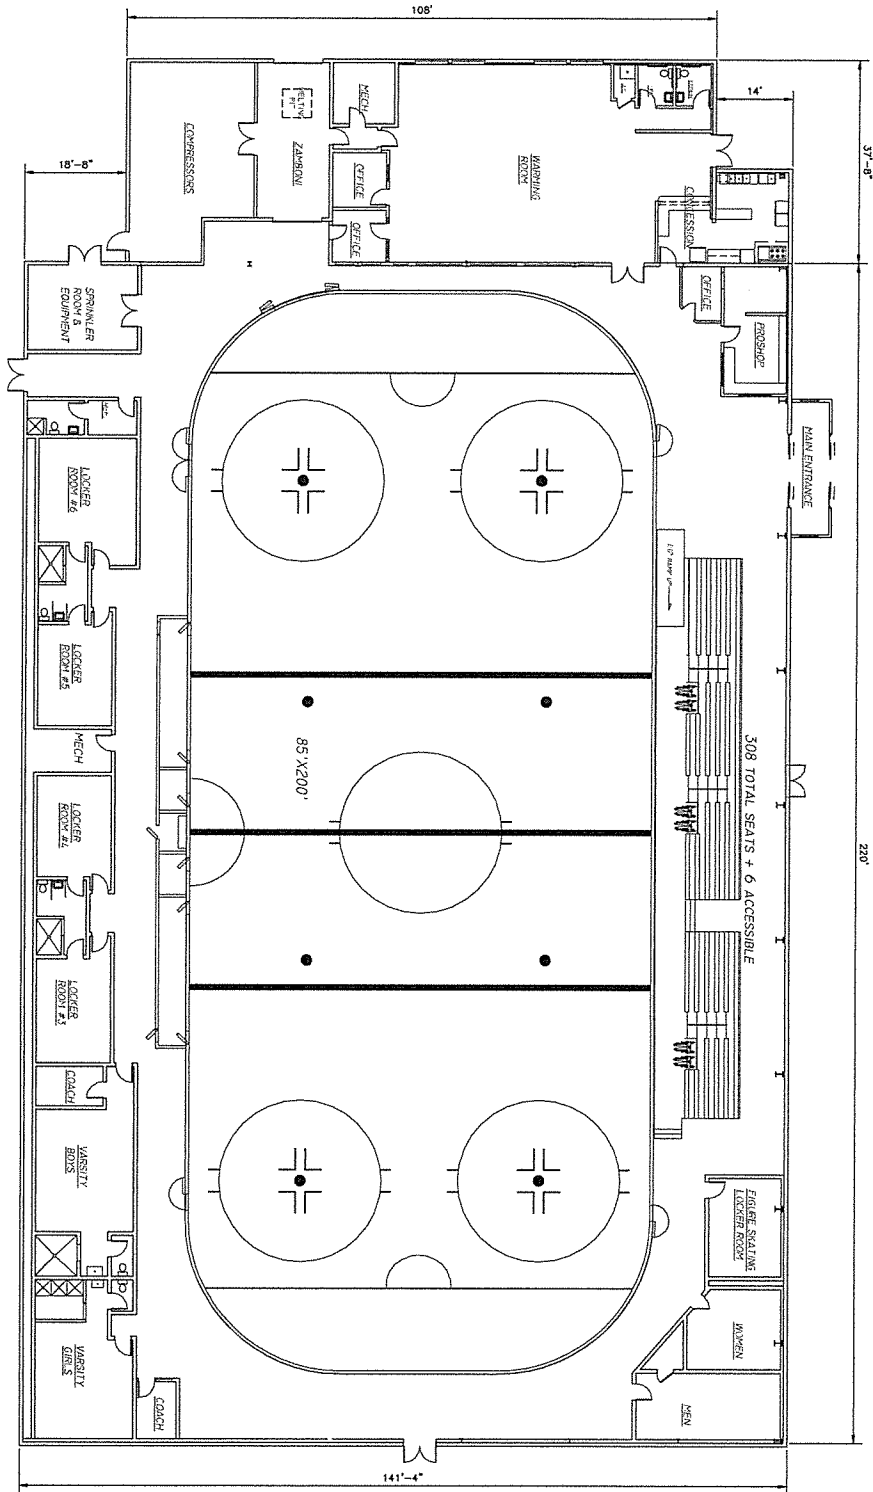 108'
14'
37'-8"
18'-8"
COMPRESSORS
MELTING
PIT
ZAMBONI
MECH
OFFICE
OFFICE
WARMING
ROOM
CONCESSION
SPRINKLER
ROOM &
EQUIPMENT
OFFICE
PROSHOP
MAIN ENTRANCE
LOCKER
ROOM #6
LOCKER
ROOM #5
MECH
LOCKER
ROOM #4
LOCKER
ROOM #3
COACH
VARSITY
BOYS
VARSITY
GIRLS
COACH
85'X200'
308 TOTAL SEATS + 6 ACCESSIBLE
220'
FIGURE SKATING
LOCKER ROOM
WOMEN
MEN
141'-4"